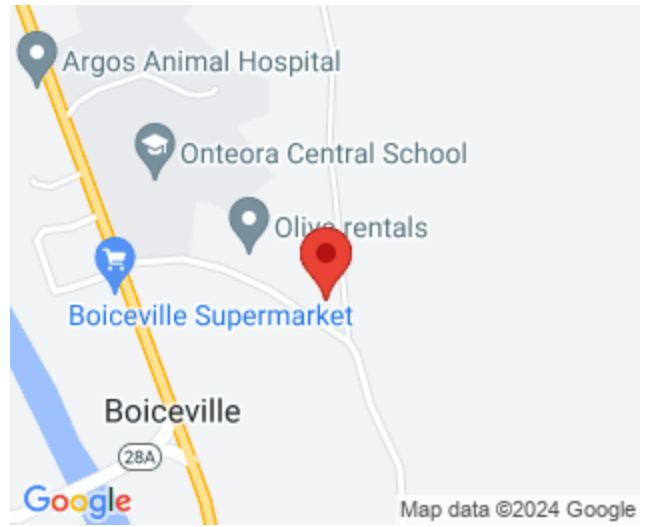 Argos Animal Hospital
Onteora Central School
Olive rentals
Boiceville Supermarket
Boiceville
28A
Google
Map data ©2024 Google